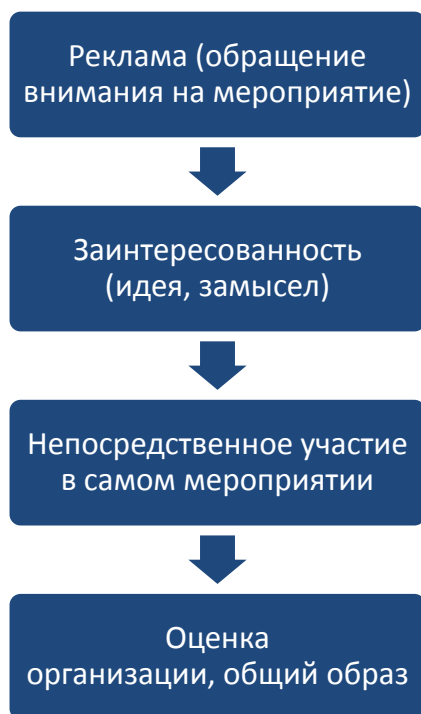 Реклама (обращение
внимания на мероприятие)
Заинтересованность
(идея, замысел)
Непосредственное участие
в самом мероприятии
Оценка
организации, общий образ